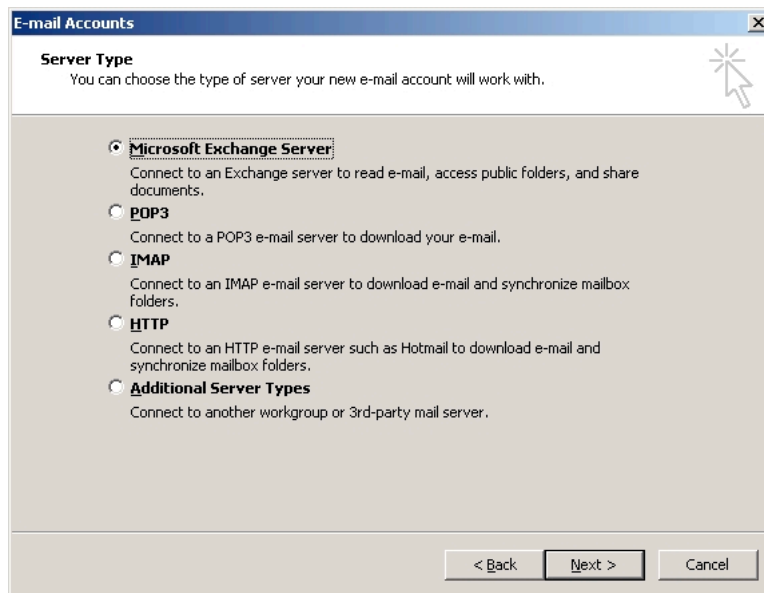 E-mail Accounts
Server Type
You can choose the type of server your new e-mail account will work with.
Microsoft Exchange Server
Connect to an Exchange server to read e-mail, access public folders, and share
documents.
POP3
Connect to a POP3 e-mail server to download your e-mail.
IMAP
Connect to an IMAP e-mail server to download e-mail and synchronize mailbox
folders.
HTTP
Connect to an HTTP e-mail server such as Hotmail to download e-mail and
synchronize mailbox folders.
Additional Server Types
Connect to another workgroup or 3rd-party mail server.
< Back Next > Cancel